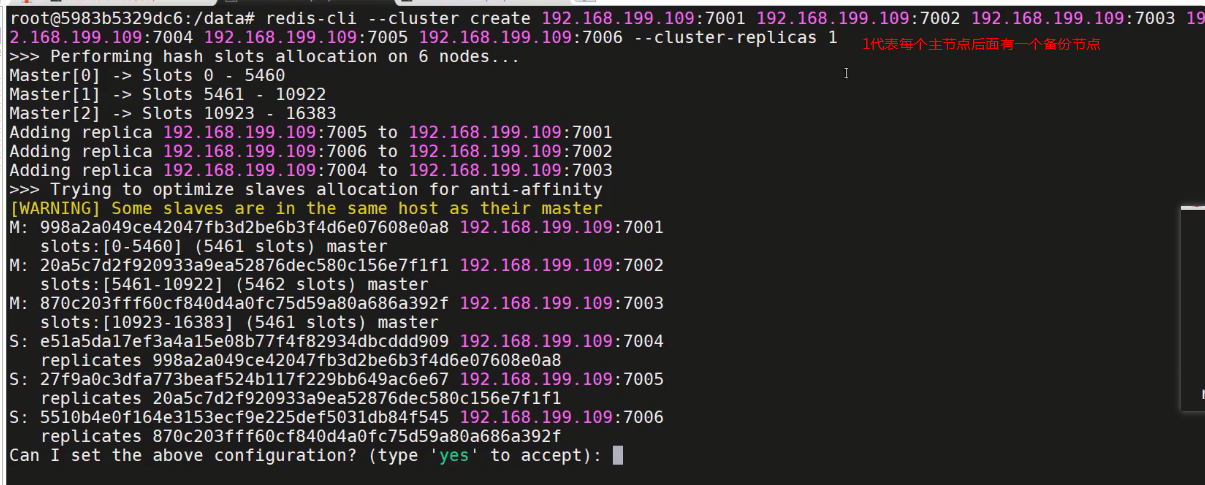 root@5983b5329dc6:/data# redis-cli --cluster create 192.168.199.109:7001 192.168.199.109:7002 192.168.199.109:7003 19
2.168.199.109:7004 192.168.199.109:7005 192.168.199.109:7006 --cluster-replicas 1
1代表每个主节点后面有一个备份节点
>>> Performing hash slots allocation on 6 nodes...
Master[0] -> Slots 0 - 5460
Master[1] -> Slots 5461 - 10922
Master[2] -> Slots 10923 - 16383
Adding replica 192.168.199.109:7005 to 192.168.199.109:7001
Adding replica 192.168.199.109:7006 to 192.168.199.109:7002
Adding replica 192.168.199.109:7004 to 192.168.199.109:7003
>>> Trying to optimize slaves allocation for anti-affinity
[WARNING] Some slaves are in the same host as their master
M: 998a2a049ce42047fb3d2be6b3f4d6e07608e0a8 192.168.199.109:7001
slots:[0-5460] (5461 slots) master
M: 20a5c7d2f920933a9ea52876dec580c156e7f1f1 192.168.199.109:7002
slots:[5461-10922] (5462 slots) master
M: 870c203fff60cf840d4a0fc75d59a80a686a392f 192.168.199.109:7003
slots:[10923-16383] (5461 slots) master
S: e51a5da17ef3a4a15e08b77f4f82934dbcddd909 192.168.199.109:7004
replicates 998a2a049ce42047fb3d2be6b3f4d6e07608e0a8
S: 27f9a0c3dfa773beaf524b117f229bb649ac6e67 192.168.199.109:7005
replicates 20a5c7d2f920933a9ea52876dec580c156e7f1f1
S: 5510b4e0f164e3153ecf9e225def5031db84f545 192.168.199.109:7006
replicates 870c203fff60cf840d4a0fc75d59a80a686a392f
Can I set the above configuration? (type 'yes' to accept):